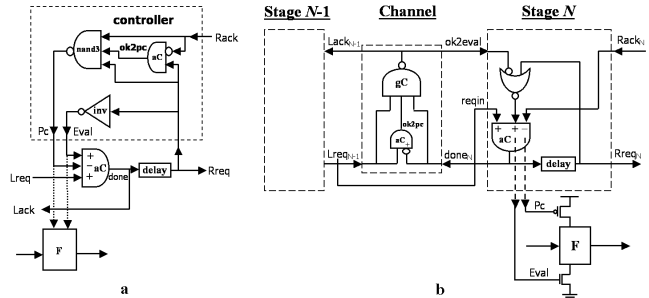 controller
Rack
ok2pc
nand3
aC
inv
Pc
Eval
+
−
aC
+
done
delay
Rreq
Lreq
Lack
F
a
Stage N-1
Channel
Stage N
LackN-1
ok2eval
RackN
gC
reqin
ok2pc
aC+
+ + −
aC
LreqN-1
doneN
delay
RreqN
Pc
F
Eval
b